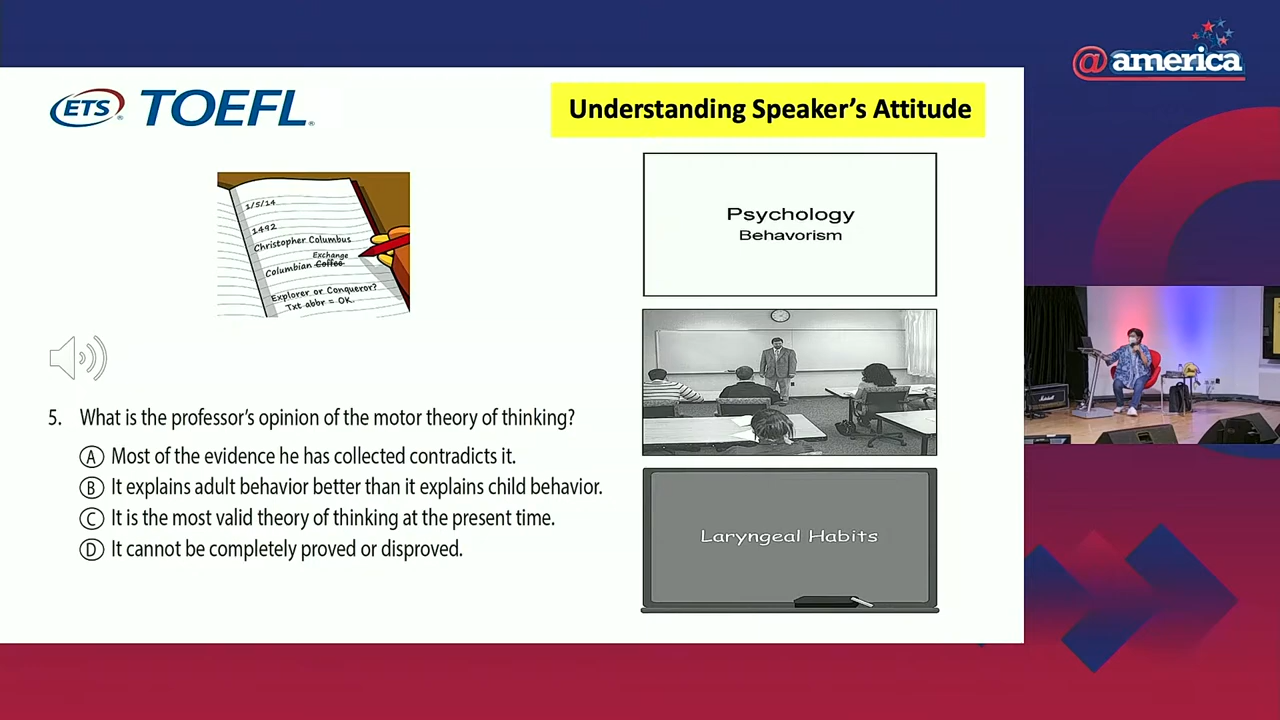 @america
ETS® TOEFL®
Understanding Speaker's Attitude
1/5/14
1492
Christopher Columbus
Exchange
Columbian Coffee
Explorer or Conqueror?
Txt abbr = OK.
Psychology
Behavorism
Laryngeal Habits
5. What is the professor's opinion of the motor theory of thinking?
A Most of the evidence he has collected contradicts it.
B It explains adult behavior better than it explains child behavior.
C It is the most valid theory of thinking at the present time.
D It cannot be completely proved or disproved.
Marshall